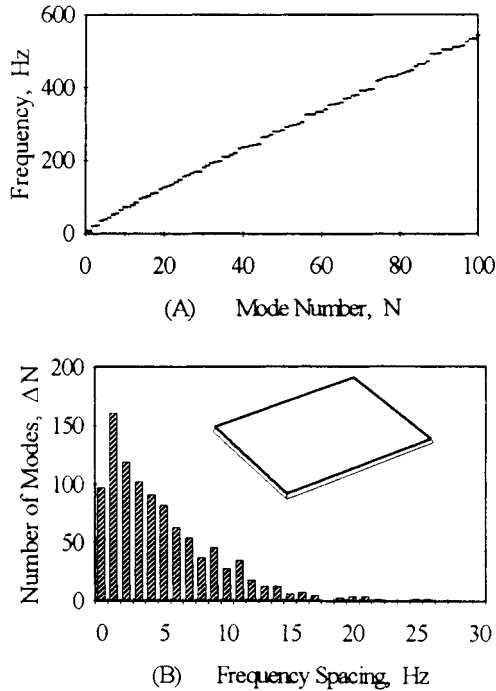 600
400
200
0
Frequency, Hz
0 20 40 60 80 100
(A) Mode Number, N
200
150
100
50
0
Number of Modes, ΔN
0 5 10 15 20 25 30
(B) Frequency Spacing, Hz